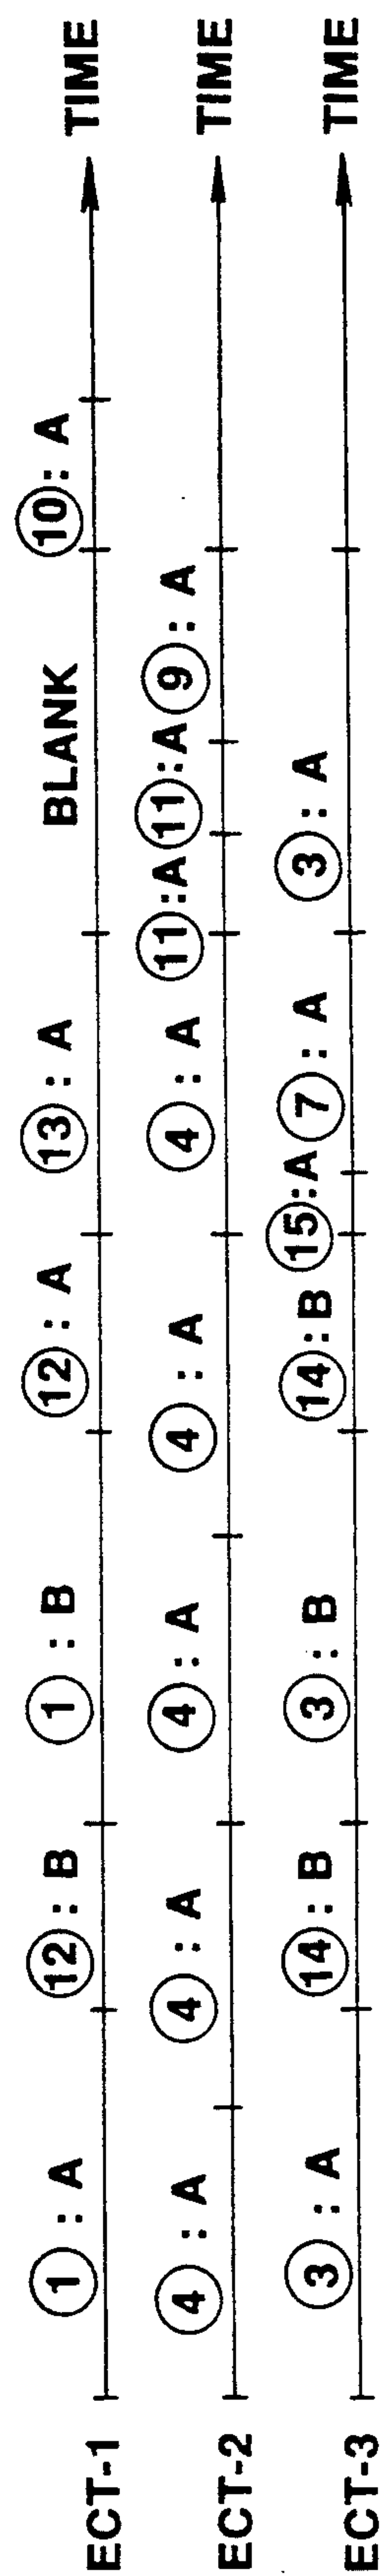 ECT-1 1 : A 12 : B 1 : B 12 : A 13 : A BLANK 10 : A TIME
ECT-2 4 : A 4 : A 4 : A 4 : A 4 : A 11 : A 11 : A 9 : A TIME
ECT-3 3 : A 14 : B 3 : B 14 : B 15 : A 7 : A 3 : A TIME